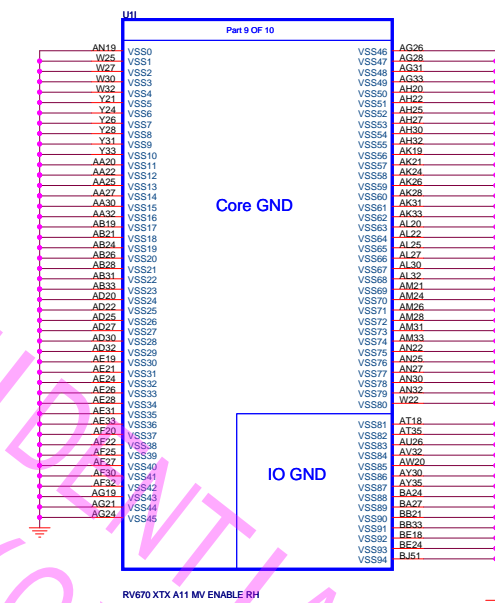 U1I
Part 9 OF 10
AN19 VSS0
W25 VSS1
W27 VSS2
W30 VSS3
W32 VSS4
Y21 VSS5
Y24 VSS6
Y26 VSS7
Y28 VSS8
Y31 VSS9
Y33 VSS10
AA20 VSS11
AA22 VSS12
AA25 VSS13
AA27 VSS14
AA30 VSS15
AA32 VSS16
AB19 VSS17
AB21 VSS18
AB24 VSS19
AB26 VSS20
AB28 VSS21
AB31 VSS22
AB33 VSS23
AD20 VSS24
AD22 VSS25
AD25 VSS26
AD27 VSS27
AD30 VSS28
AD32 VSS29
AE19 VSS30
AE21 VSS31
AE24 VSS32
AE26 VSS33
AE28 VSS34
AE31 VSS35
AE33 VSS36
AF20 VSS37
AF22 VSS38
AF25 VSS39
AF27 VSS40
AF30 VSS41
AF32 VSS42
AG19 VSS43
AG21 VSS44
AG24 VSS45
Core GND
VSS46 AG26
VSS47 AG28
VSS48 AG31
VSS49 AG33
VSS50 AH20
VSS51 AH22
VSS52 AH25
VSS53 AH27
VSS54 AH30
VSS55 AH32
VSS56 AK19
VSS57 AK21
VSS58 AK24
VSS59 AK26
VSS60 AK28
VSS61 AK31
VSS62 AK33
VSS63 AL20
VSS64 AL22
VSS65 AL25
VSS66 AL27
VSS67 AL30
VSS68 AL32
VSS69 AM21
VSS70 AM24
VSS71 AM26
VSS72 AM28
VSS73 AM31
VSS74 AM33
VSS75 AN22
VSS76 AN25
VSS77 AN27
VSS78 AN30
VSS79 AN32
VSS80 W22
IO GND
VSS81 AT18
VSS82 AT35
VSS83 AU26
VSS84 AV32
VSS85 AW20
VSS86 AY30
VSS87 AY35
VSS88 BA24
VSS89 BA27
VSS90 BB21
VSS91 BB33
VSS92 BE18
VSS93 BE24
VSS94 BJ51
RV670 XTX A11 MV ENABLE RH